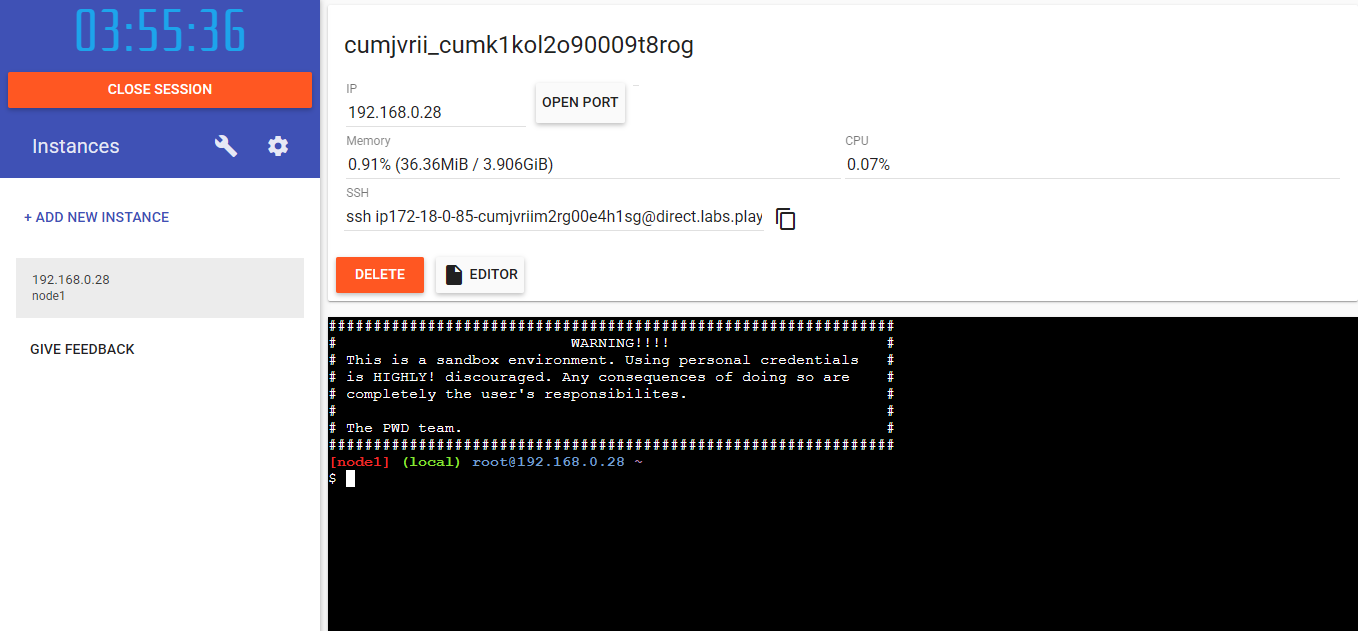 03:55:36
CLOSE SESSION
Instances
+ ADD NEW INSTANCE
192.168.0.28
node1
GIVE FEEDBACK
cumjvrii_cumk1kol2o90009t8rog
IP
192.168.0.28
OPEN PORT
Memory
0.91% (36.36MiB / 3.906GiB)
CPU
0.07%
SSH
ssh ip172-18-0-85-cumjvriim2rg00e4h1sg@direct.labs.play
DELETE
EDITOR
###############################################################
#                          WARNING!!!!                        #
# This is a sandbox environment. Using personal credentials   #
# is HIGHLY! discouraged. Any consequences of doing so are    #
# completely the user's responsibilites.                      #
#                                                             #
# The PWD team.                                               #
###############################################################
[node1] (local) root@192.168.0.28 ~
$